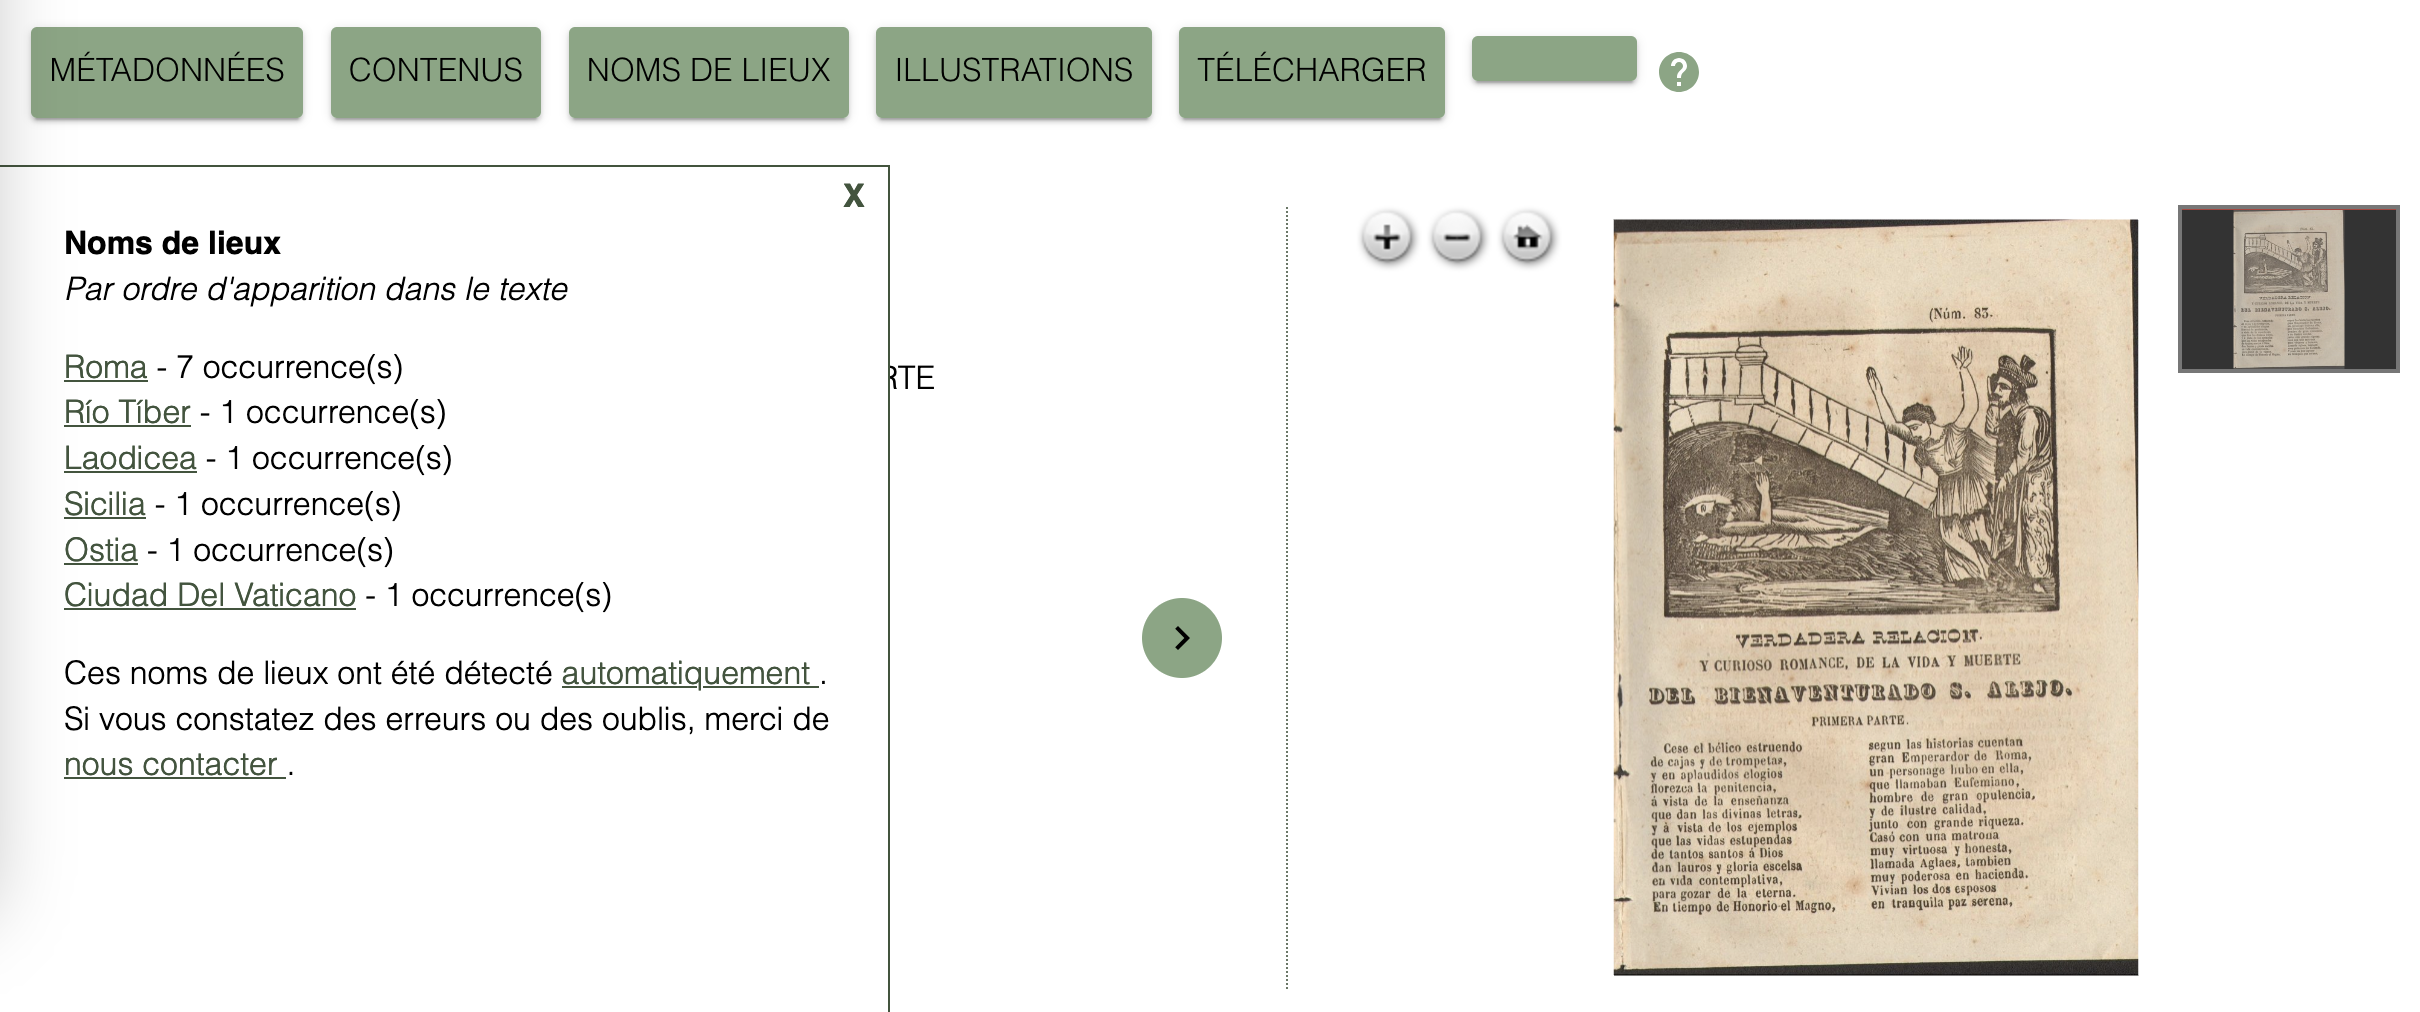 MÉTADONNÉES
CONTENUS
NOMS DE LIEUX
ILLUSTRATIONS
TÉLÉCHARGER
?
X
Noms de lieux
Par ordre d'apparition dans le texte
Roma - 7 occurrence(s)
Río Tíber - 1 occurrence(s)
Laodicea - 1 occurrence(s)
Sicilia - 1 occurrence(s)
Ostia - 1 occurrence(s)
Ciudad Del Vaticano - 1 occurrence(s)
Ces noms de lieux ont été détecté automatiquement .
Si vous constatez des erreurs ou des oublis, merci de
nous contacter .
RTE
(Núm. 83.
VERDADERA RELACION.
Y CURIOSO ROMANCE, DE LA VIDA Y MUERTE
DEL BIENAVENTURADO S. ALEJO.
PRIMERA PARTE.
Cese el bélico estruendo
de cajas y de trompetas,
y en aplaudidos elogios
florezca la penitencia,
á vista de la enseñanza
que dan las divinas letras,
y à vista de los ejemplos
que las vidas estupendas
de tantos santos á Dios
dan lauros y gloria escelsa
en vida contemplativa,
para gozar de la eterna.
En tiempo de Honorio el Magno,
segun las historias cuentan
gran Emperardor de Roma,
un personage hubo en ella,
que llamaban Eufemiano,
hombre de gran opulencia,
y de ilustre calidad,
junto con grande riqueza.
Casó con una matrona
muy virtuosa y honesta,
llamada Aglaes, tambien
muy poderosa en hacienda.
Vivian los dos esposos
en tranquila paz serena,